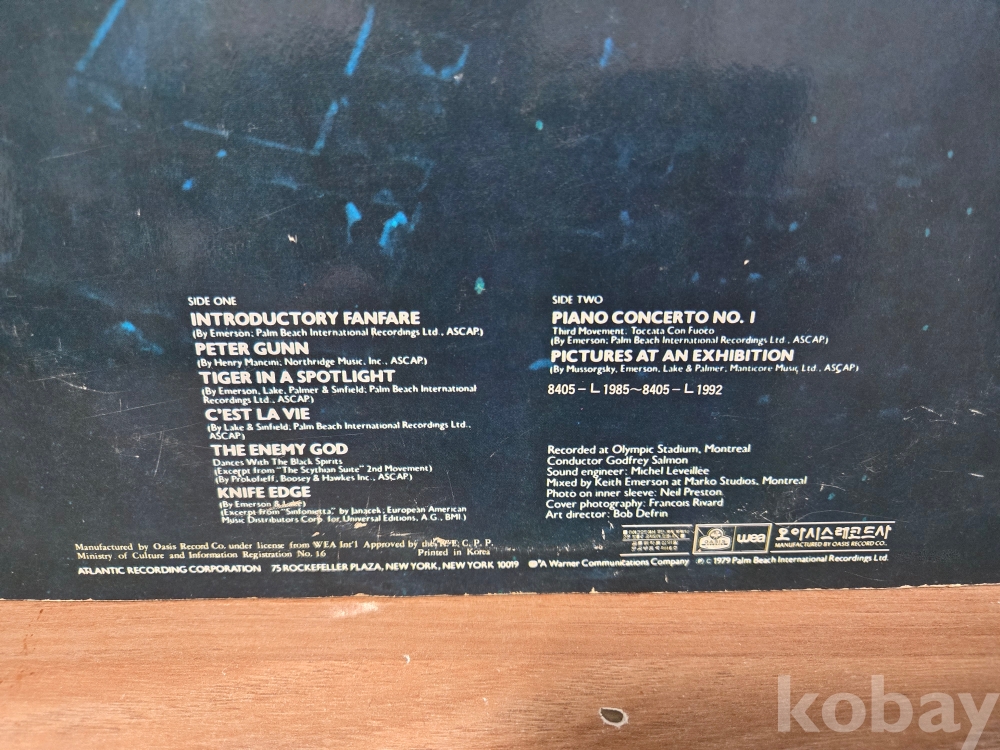 SIDE ONE
INTRODUCTORY FANFARE
(By Emerson; Palm Beach International Recordings Ltd., ASCAP.)
PETER GUNN
(By Henry Mancini; Northridge Music, Inc., ASCAP.)
TIGER IN A SPOTLIGHT
(By Emerson, Lake, Palmer & Sinfield; Palm Beach International
Recordings Ltd., ASCAP.)
C'EST LA VIE
(By Lake & Sinfield; Palm Beach International Recordings Ltd.,
ASCAP)
THE ENEMY GOD
Dances With The Black Spirits
(Excerpt from "The Scythian Suite" 2nd Movement)
(By Prokofieff, Boosey & Hawkes Inc., ASCAP)
KNIFE EDGE
(By Emerson & Lake)
(Excerpt from "Sinfonietta" by Janacek; European American
Music Distributors Corp. for Universal Editions, A.G., BMI.)
SIDE TWO
PIANO CONCERTO NO. 1
Third Movement: Toccata Con Fuoco
(By Emerson; Palm Beach International Recordings Ltd., ASCAP.)
PICTURES AT AN EXHIBITION
(By Mussorgsky, Emerson, Lake & Palmer, Manticore Music Ltd., ASCAP.)
8405-L1985~8405-L1992
Recorded at Olympic Stadium, Montreal
Conductor Godfrey Salmon
Sound engineer: Michel Leveillée
Mixed by Keith Emerson at Marko Studios, Montreal
Photo on inner sleeve: Neil Preston
Cover photography: Francois Rivard
Art director: Bob Defrin
OASIS
wea
오아시스레코드사
MANUFACTURED BY OASIS RECORD CO.,
Manufactured by Oasis Record Co. under license from WEA Int'l Approved by the K.P.E.C.P.P.
Ministry of Culture and Information Registration No. 16 Printed in Korea
ATLANTIC RECORDING CORPORATION 75 ROCKEFELLER PLAZA, NEW YORK, NEW YORK 10019 A Warner Communications Company ℗ © 1979 Palm Beach International Recordings Ltd.
kobay